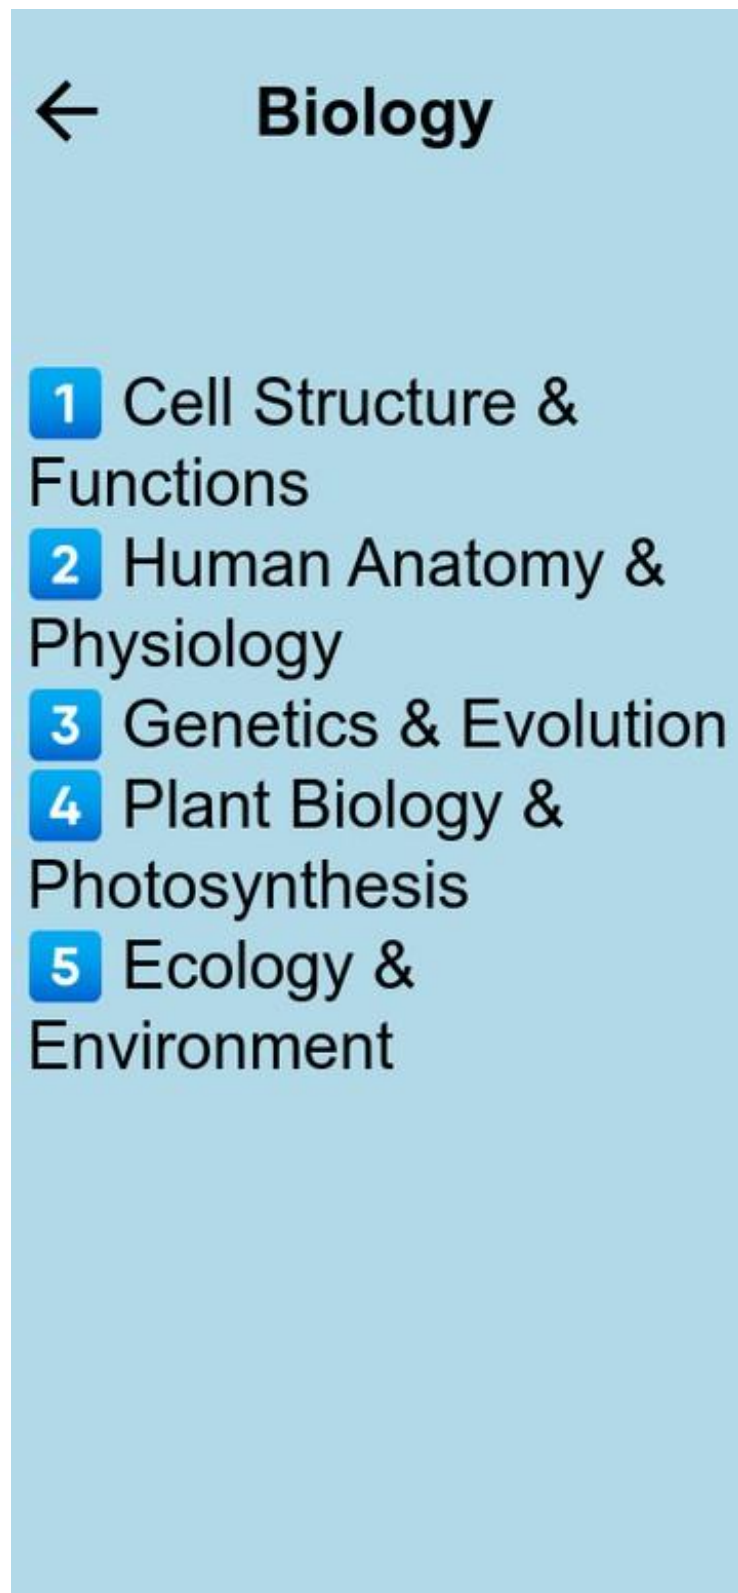 Biology
1️⃣ Cell Structure &
Functions
2️⃣ Human Anatomy &
Physiology
3️⃣ Genetics & Evolution
4️⃣ Plant Biology &
Photosynthesis
5️⃣ Ecology &
Environment